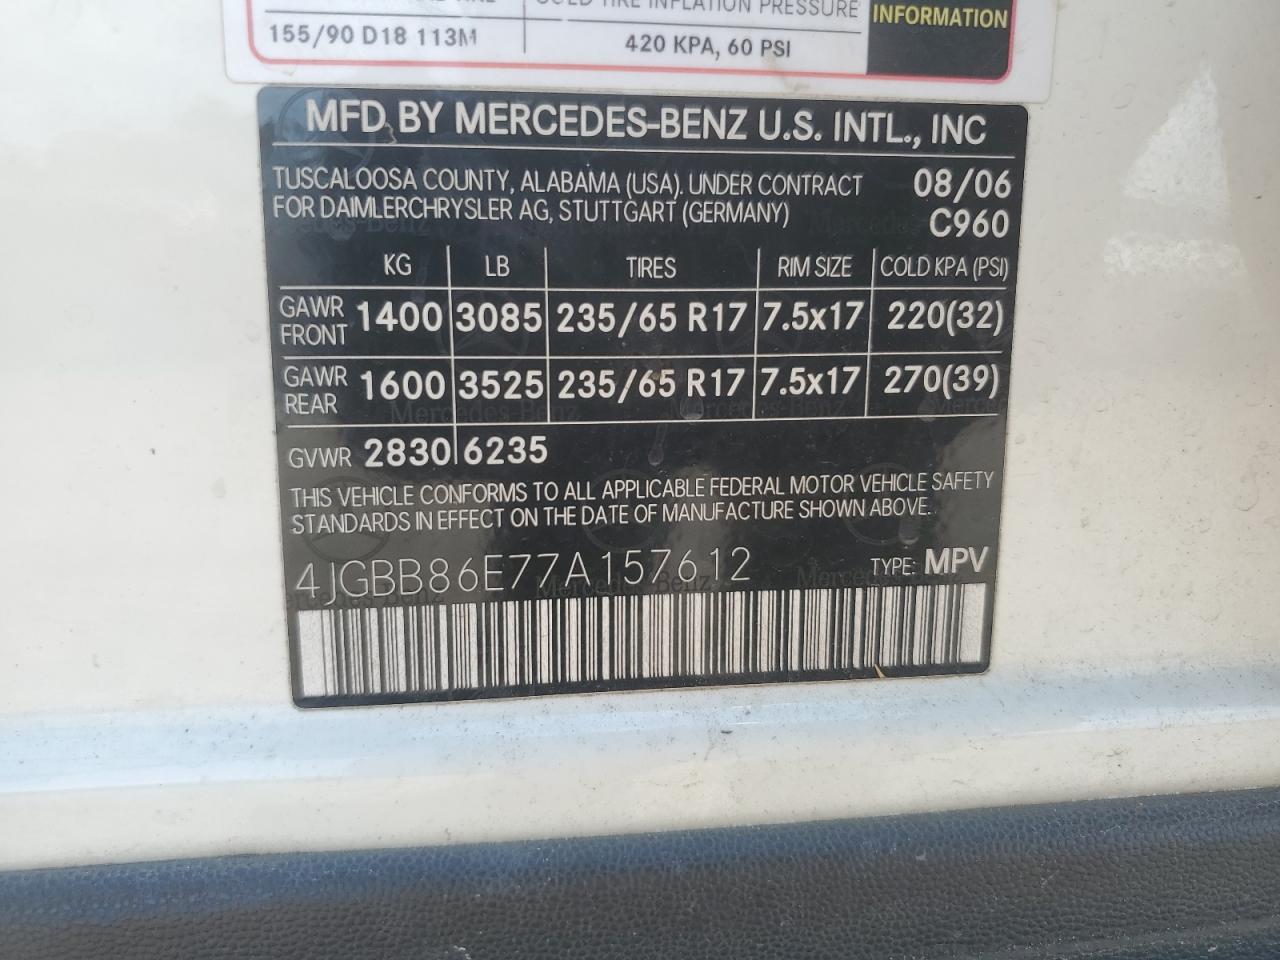 COLD TIRE INFLATION PRESSURE
INFORMATION
155/90 D18 113M 420 KPA, 60 PSI
MFD BY MERCEDES-BENZ U.S. INTL., INC
TUSCALOOSA COUNTY, ALABAMA (USA). UNDER CONTRACT 08/06
FOR DAIMLERCHRYSLER AG, STUTTGART (GERMANY) C960
KG LB TIRES RIM SIZE COLD KPA (PSI)
GAWR FRONT 1400 3085 235/65 R17 7.5x17 220(32)
GAWR REAR 1600 3525 235/65 R17 7.5x17 270(39)
GVWR 2830 6235
THIS VEHICLE CONFORMS TO ALL APPLICABLE FEDERAL MOTOR VEHICLE SAFETY
STANDARDS IN EFFECT ON THE DATE OF MANUFACTURE SHOWN ABOVE.
4JGBB86E77A157612 TYPE: MPV